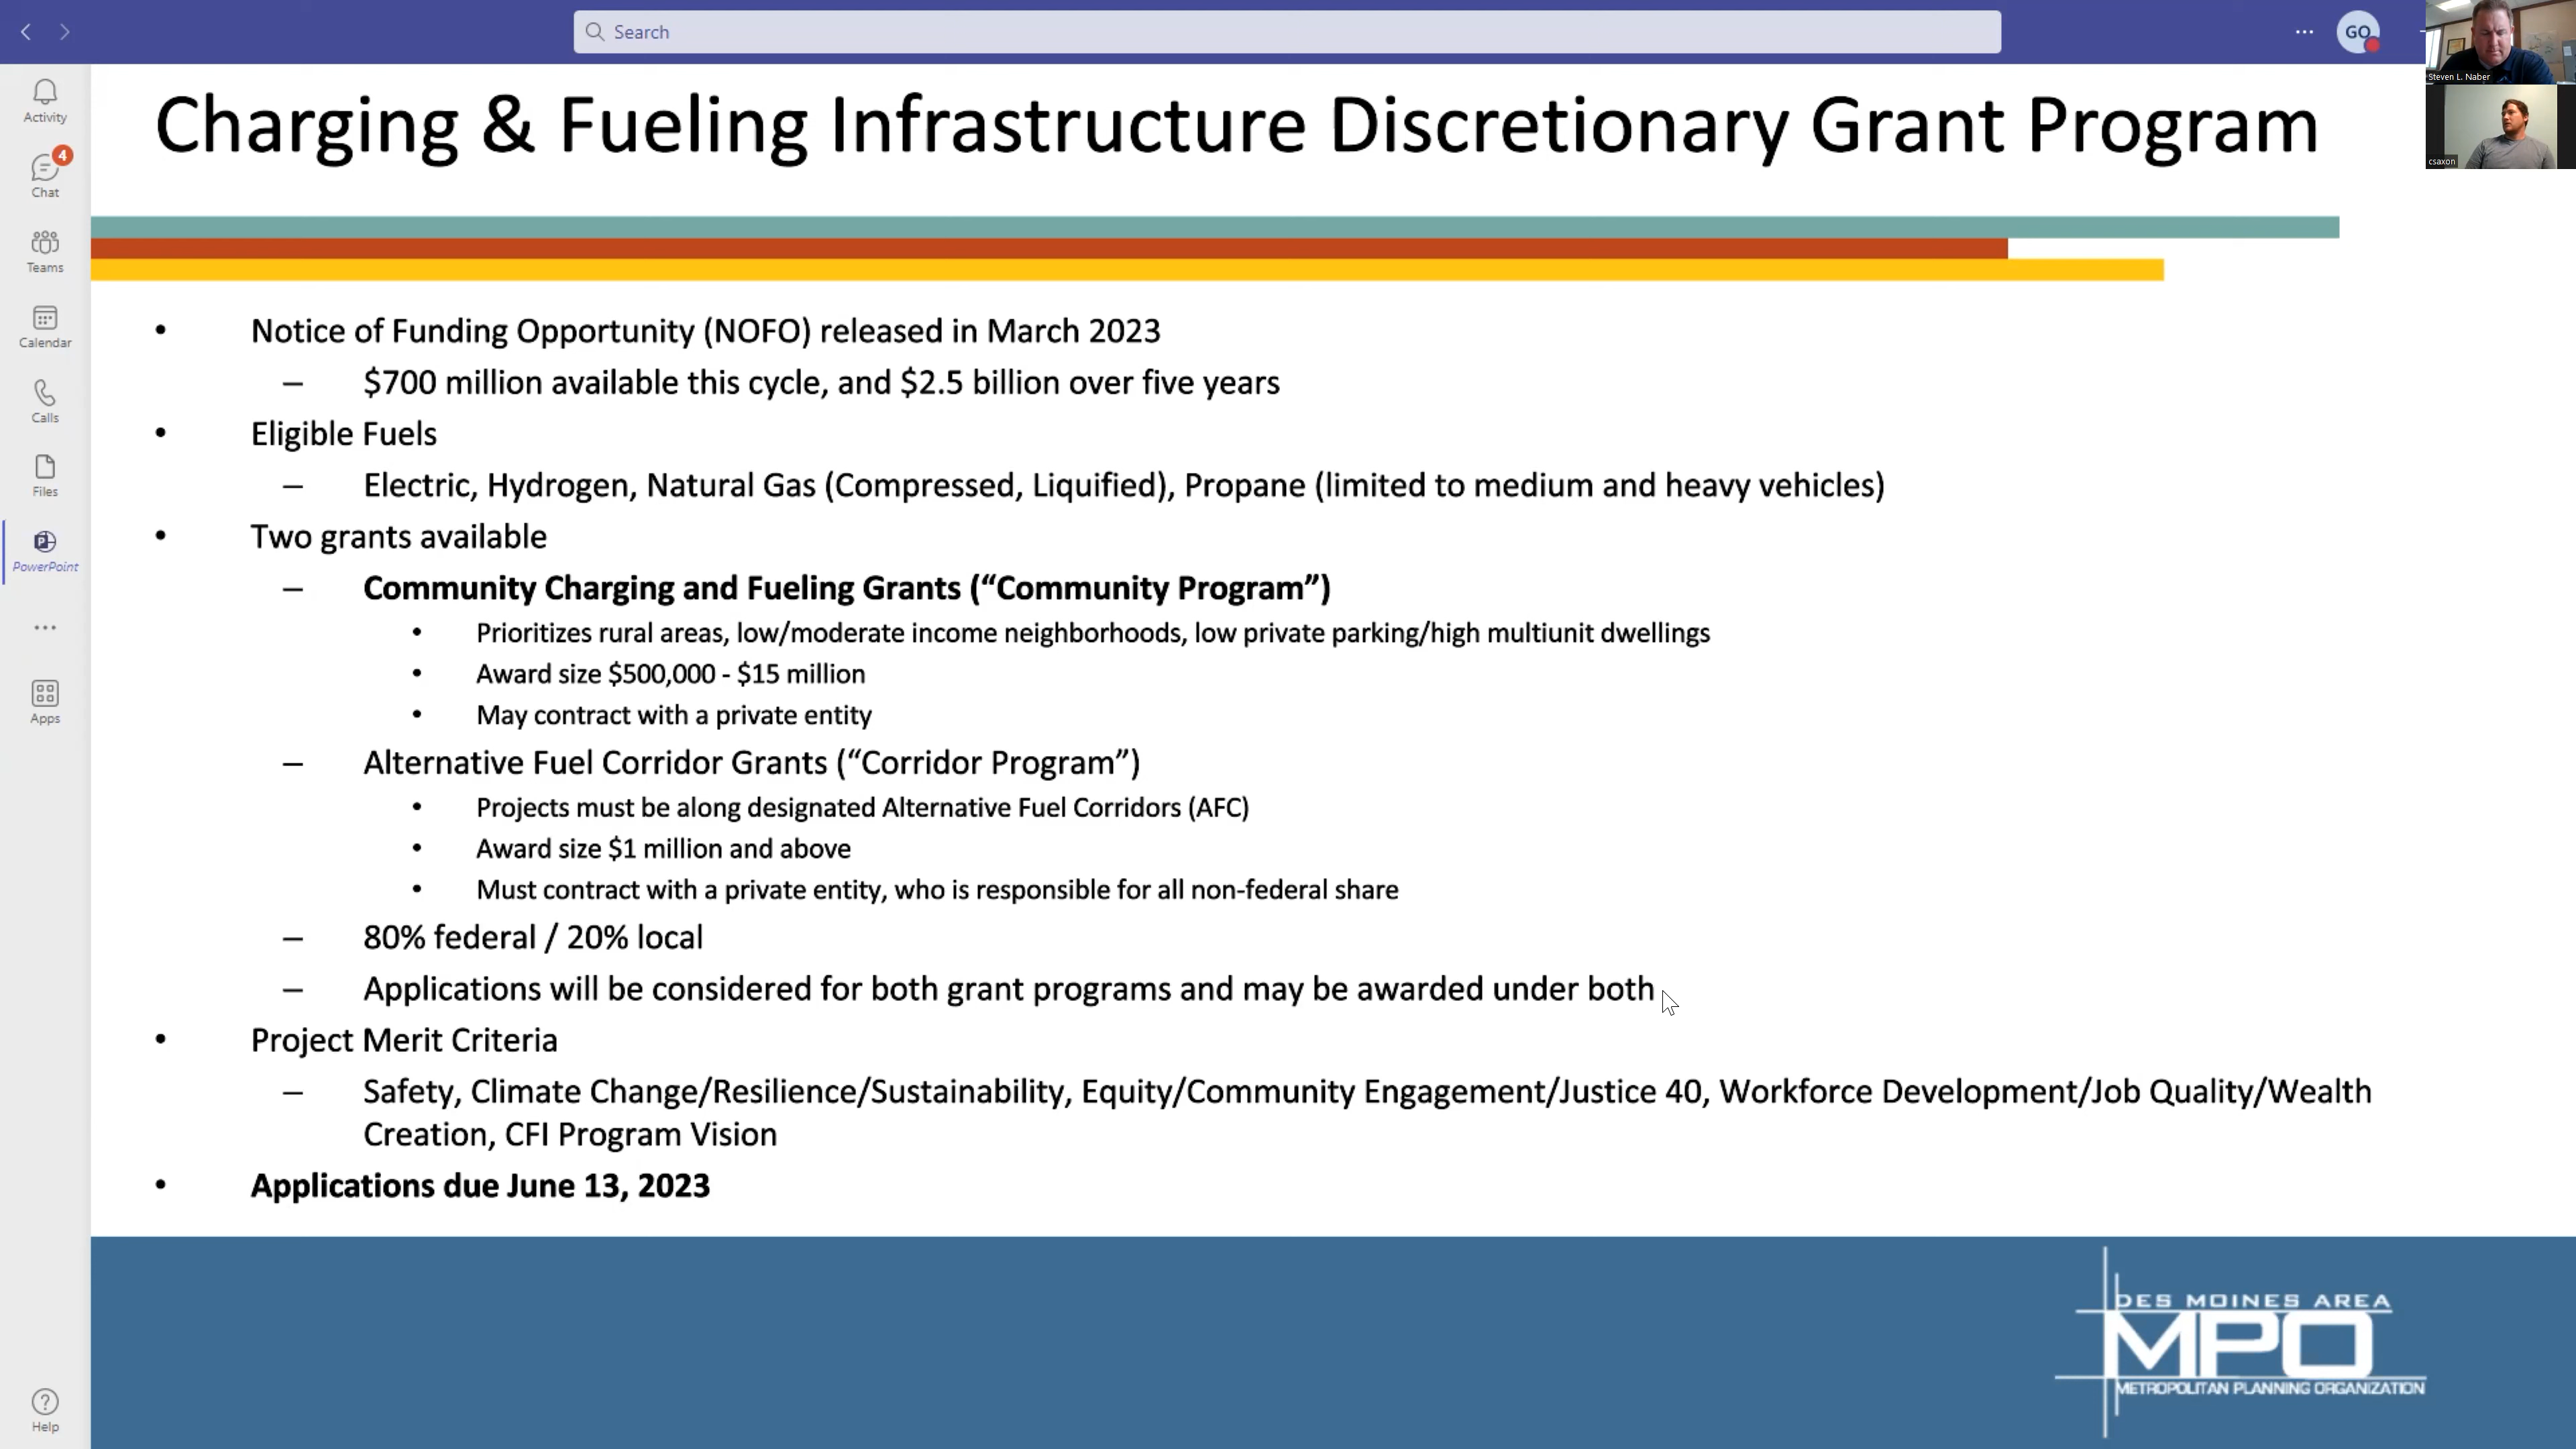 Search
GO
Steven L. Naber
csaxon
Activity
4
Chat
Teams
Calendar
Calls
Files
PowerPoint
Apps
Help
Charging & Fueling Infrastructure Discretionary Grant Program
• Notice of Funding Opportunity (NOFO) released in March 2023
– $700 million available this cycle, and $2.5 billion over five years
• Eligible Fuels
– Electric, Hydrogen, Natural Gas (Compressed, Liquified), Propane (limited to medium and heavy vehicles)
• Two grants available
– Community Charging and Fueling Grants (“Community Program”)
• Prioritizes rural areas, low/moderate income neighborhoods, low private parking/high multiunit dwellings
• Award size $500,000 - $15 million
• May contract with a private entity
– Alternative Fuel Corridor Grants (“Corridor Program”)
• Projects must be along designated Alternative Fuel Corridors (AFC)
• Award size $1 million and above
• Must contract with a private entity, who is responsible for all non-federal share
– 80% federal / 20% local
– Applications will be considered for both grant programs and may be awarded under both
• Project Merit Criteria
– Safety, Climate Change/Resilience/Sustainability, Equity/Community Engagement/Justice 40, Workforce Development/Job Quality/Wealth
Creation, CFI Program Vision
• Applications due June 13, 2023
DES MOINES AREA
MPO
METROPOLITAN PLANNING ORGANIZATION